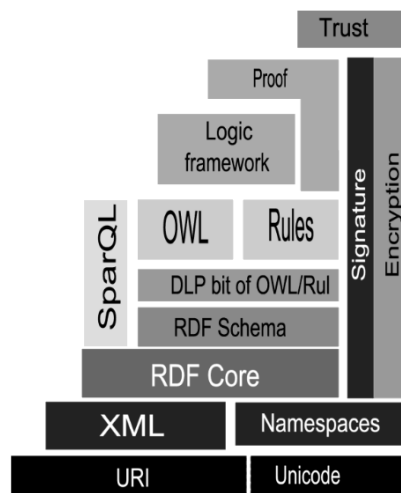 Trust
Proof
Logic
framework
Signature
Encryption
SparQL
OWL
Rules
DLP bit of OWL/Rul
RDF Schema
RDF Core
XML
Namespaces
URI
Unicode